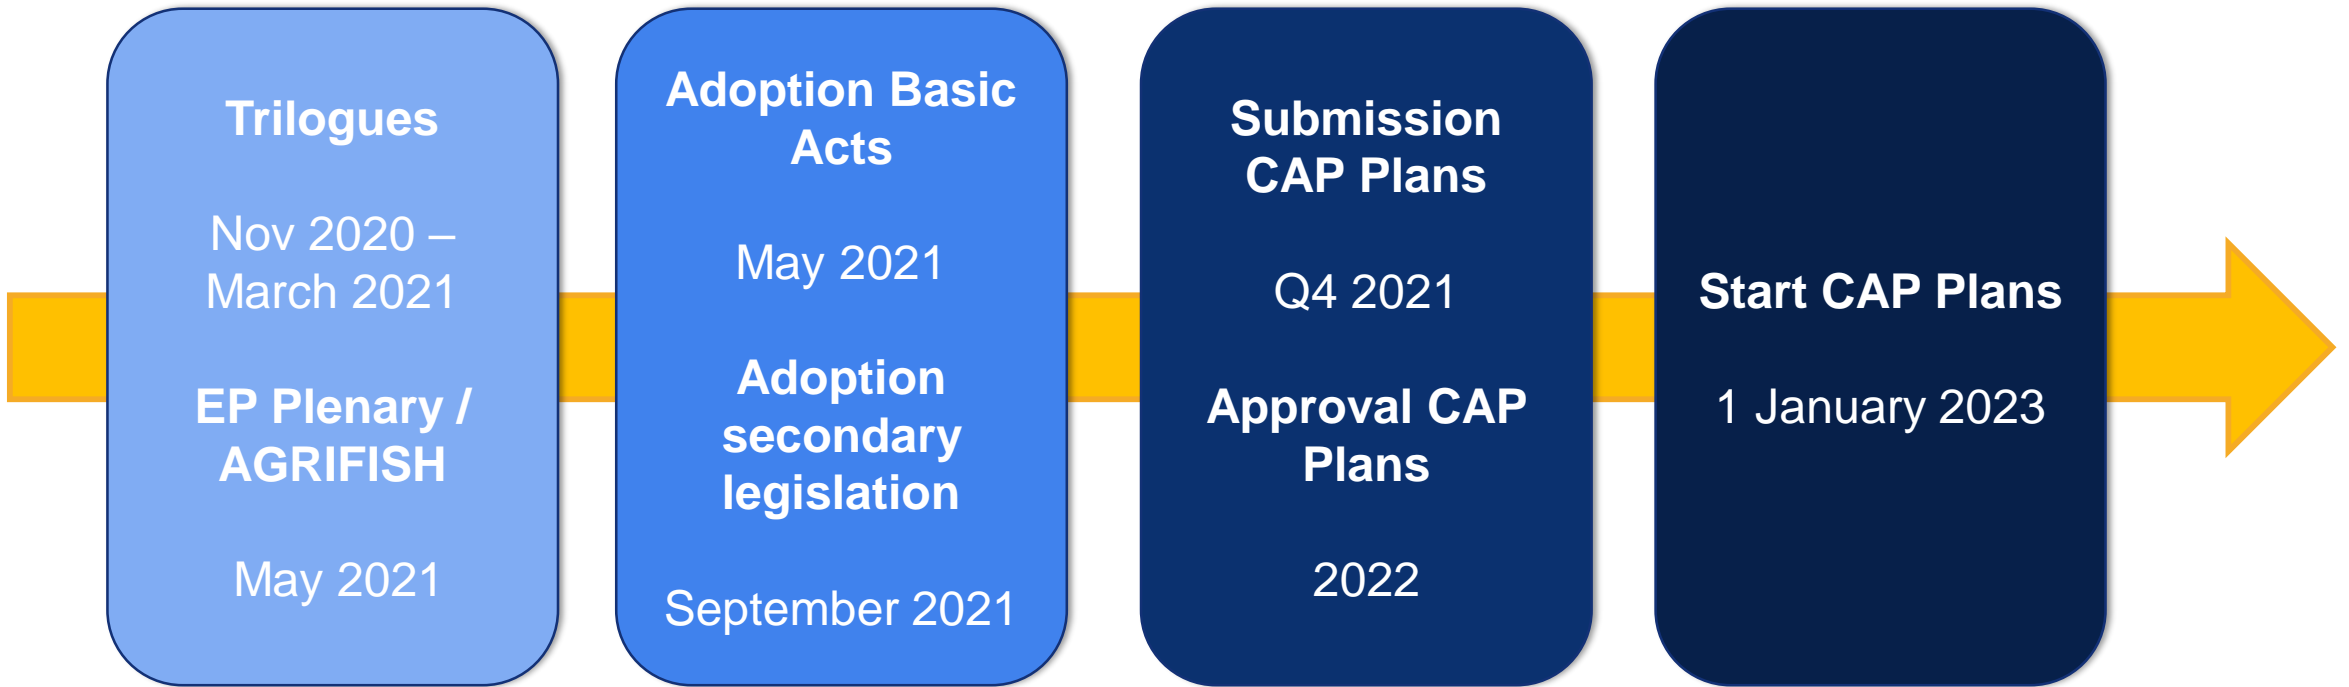 Trilogues
Nov 2020 –
March 2021
EP Plenary /
AGRIFISH
May 2021
Adoption Basic
Acts
May 2021
Adoption
secondary
legislation
September 2021
Submission
CAP Plans
Q4 2021
Approval CAP
Plans
2022
Start CAP Plans
1 January 2023